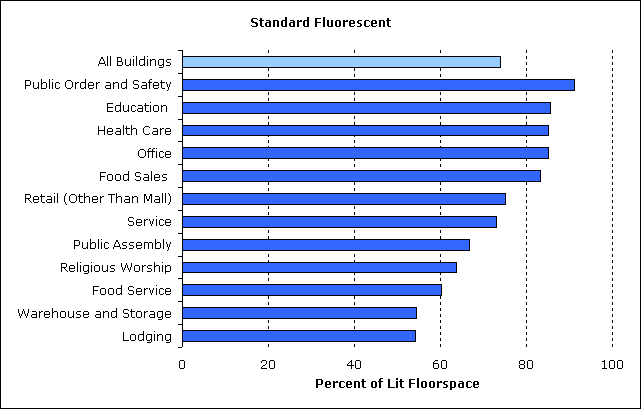 Standard Fluorescent
All Buildings
Public Order and Safety
Education
Health Care
Office
Food Sales
Retail (Other Than Mall)
Service
Public Assembly
Religious Worship
Food Service
Warehouse and Storage
Lodging
0 20 40 60 80 100
Percent of Lit Floorspace